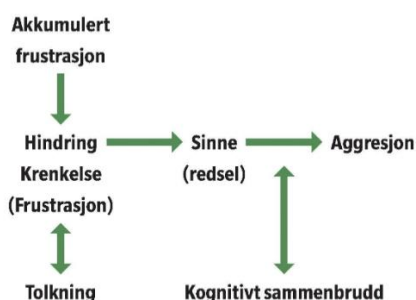 Akkumulert
frustrasjon
Hindring
Krenkelse
(Frustrasjon)
Sinne
(redsel)
Aggresjon
Tolkning
Kognitivt sammenbrudd